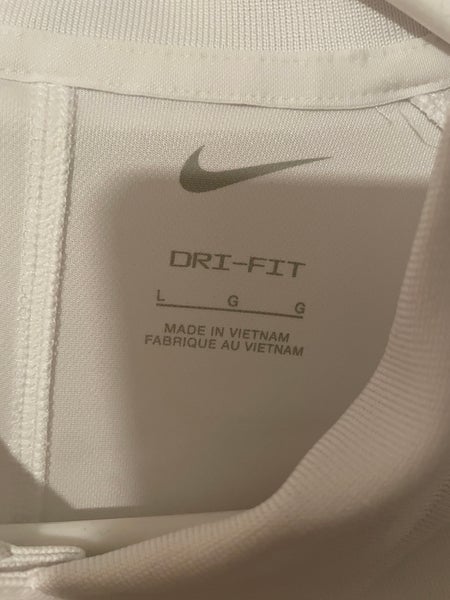 DRI-FIT
L G G
MADE IN VIETNAM
FABRIQUE AU VIETNAM